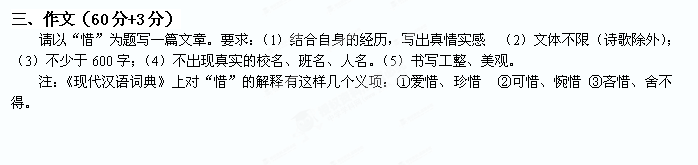 三、作文（60分+3分）
请以“惜”为题写一篇文章。要求：（1）结合自身的经历，写出真情实感　（2）文体不限（诗歌除外）；
（3）不少于600字；（4）不出现真实的校名、班名、人名。（5）书写工整、美观。
注：《现代汉语词典》上对“惜”的解释有这样几个义项：①爱惜、珍惜　②可惜、惋惜 ③吝惜、舍不
得。